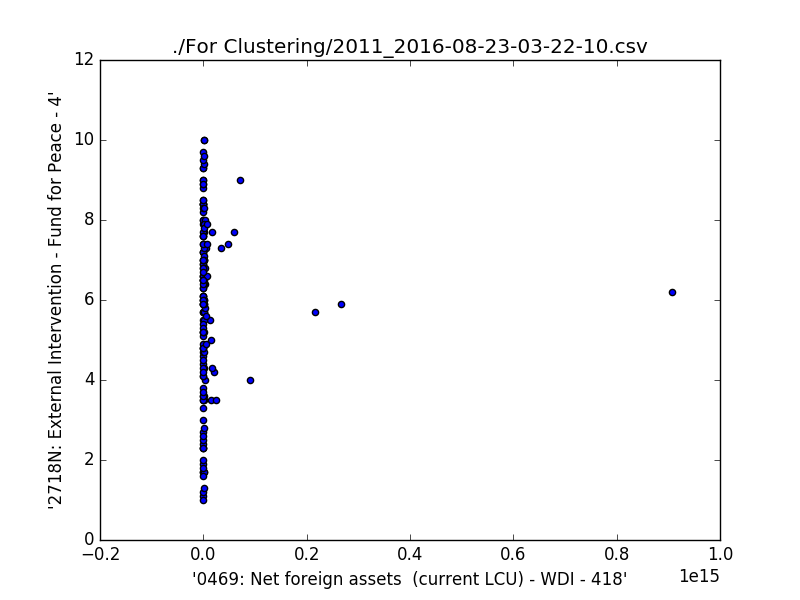 ./For Clustering/2011_2016-08-23-03-22-10.csv
12
10
8
6
4
2
0
'2718N: External Intervention - Fund for Peace - 4'
−0.2 0.0 0.2 0.4 0.6 0.8 1.0
1e15
'0469: Net foreign assets  (current LCU) - WDI - 418'